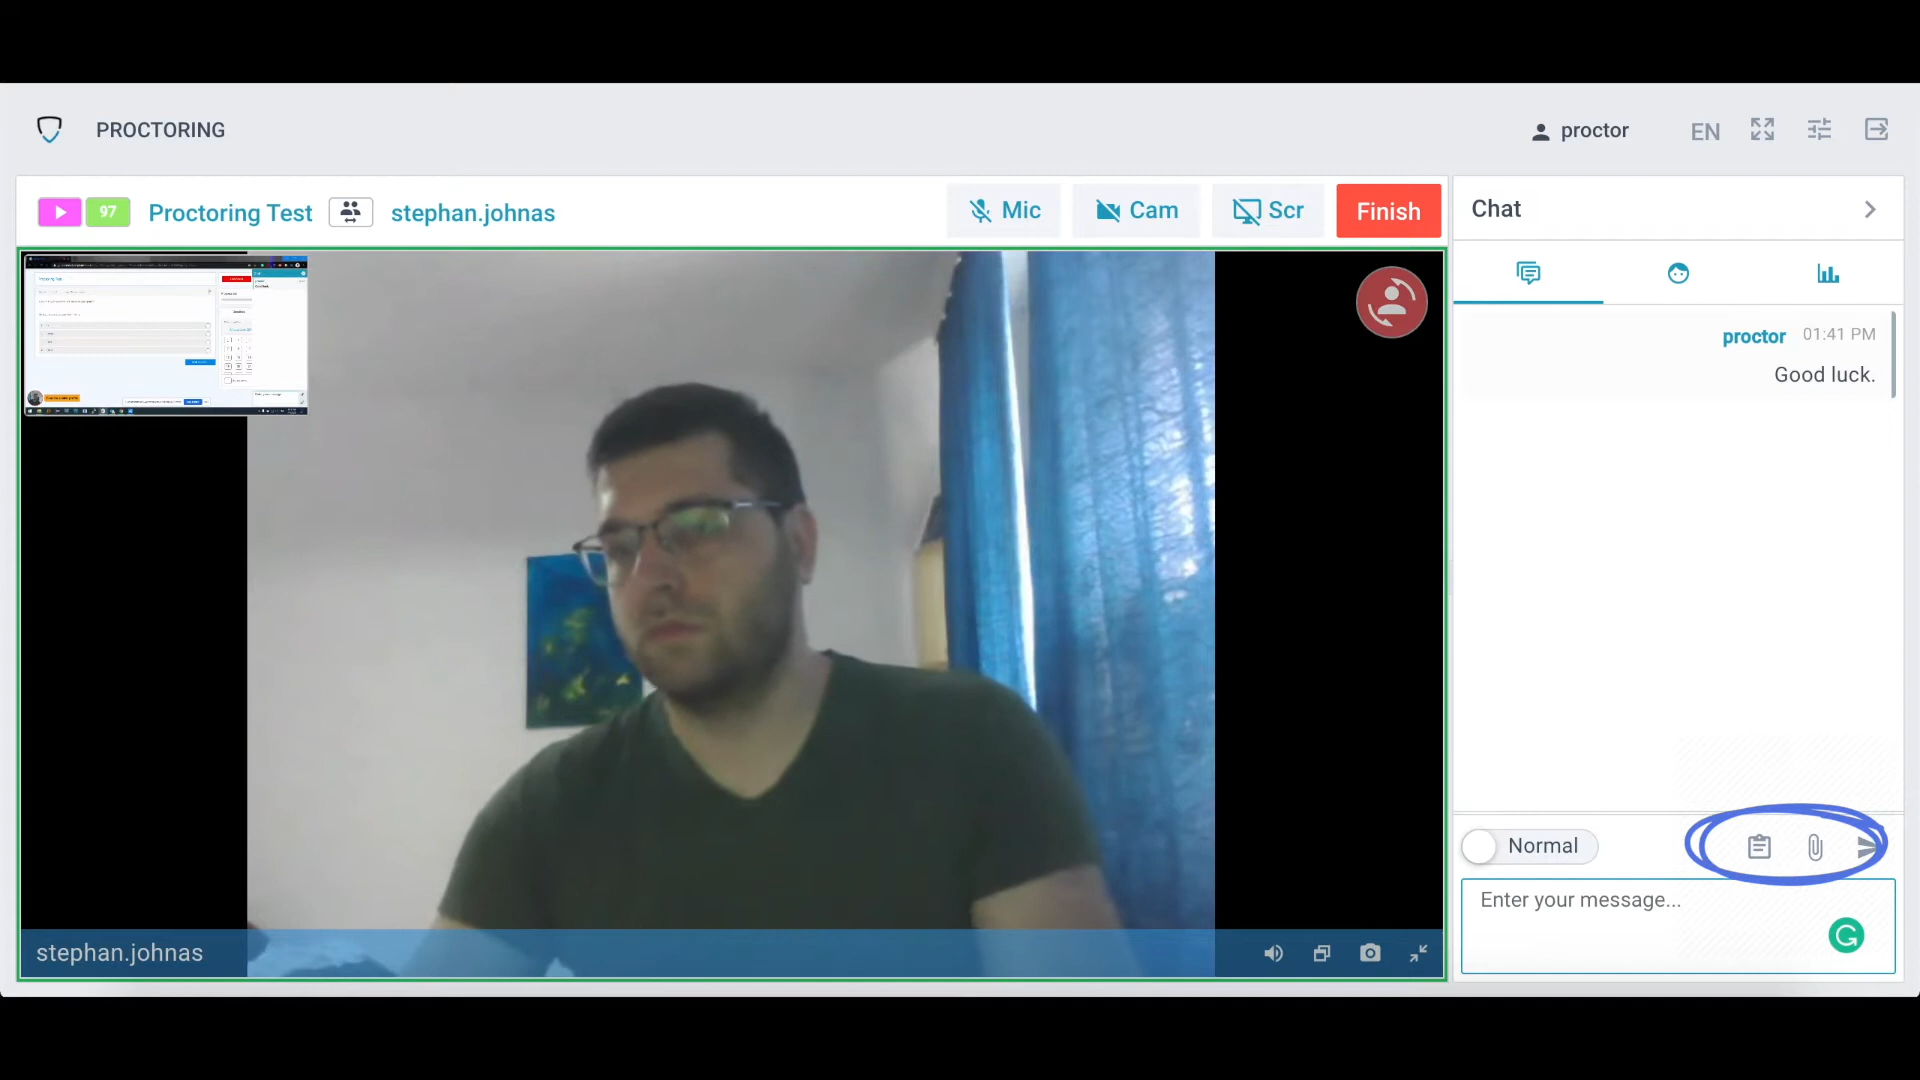 PROCTORING
proctor
EN
97
Proctoring Test
stephan.johnas
Mic
Cam
Scr
Finish
Chat
proctor 01:41 PM
Good luck.
Normal
Enter your message...
stephan.johnas